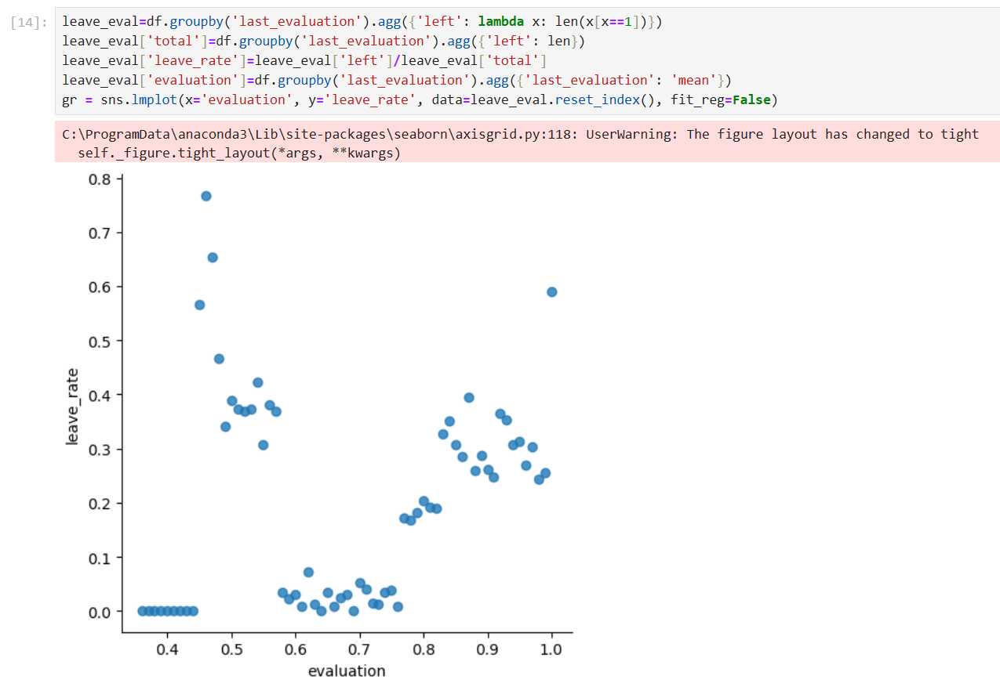 [14]:
leave_eval=df.groupby('last_evaluation').agg({'left': lambda x: len(x[x==1])})
leave_eval['total']=df.groupby('last_evaluation').agg({'left': len})
leave_eval['leave_rate']=leave_eval['left']/leave_eval['total']
leave_eval['evaluation']=df.groupby('last_evaluation').agg({'last_evaluation': 'mean'})
gr = sns.lmplot(x='evaluation', y='leave_rate', data=leave_eval.reset_index(), fit_reg=False)
C:\ProgramData\anaconda3\Lib\site-packages\seaborn\axisgrid.py:118: UserWarning: The figure layout has changed to tight
  self._figure.tight_layout(*args, **kwargs)
0.8
0.7
0.6
0.5
0.4
0.3
0.2
0.1
0.0
leave_rate
0.4 0.5 0.6 0.7 0.8 0.9 1.0
evaluation